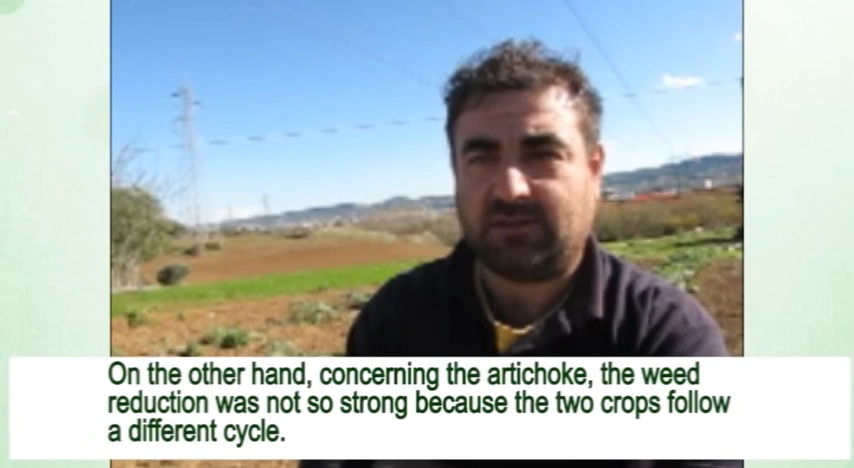 On the other hand, concerning the artichoke, the weed
reduction was not so strong because the two crops follow
a different cycle.